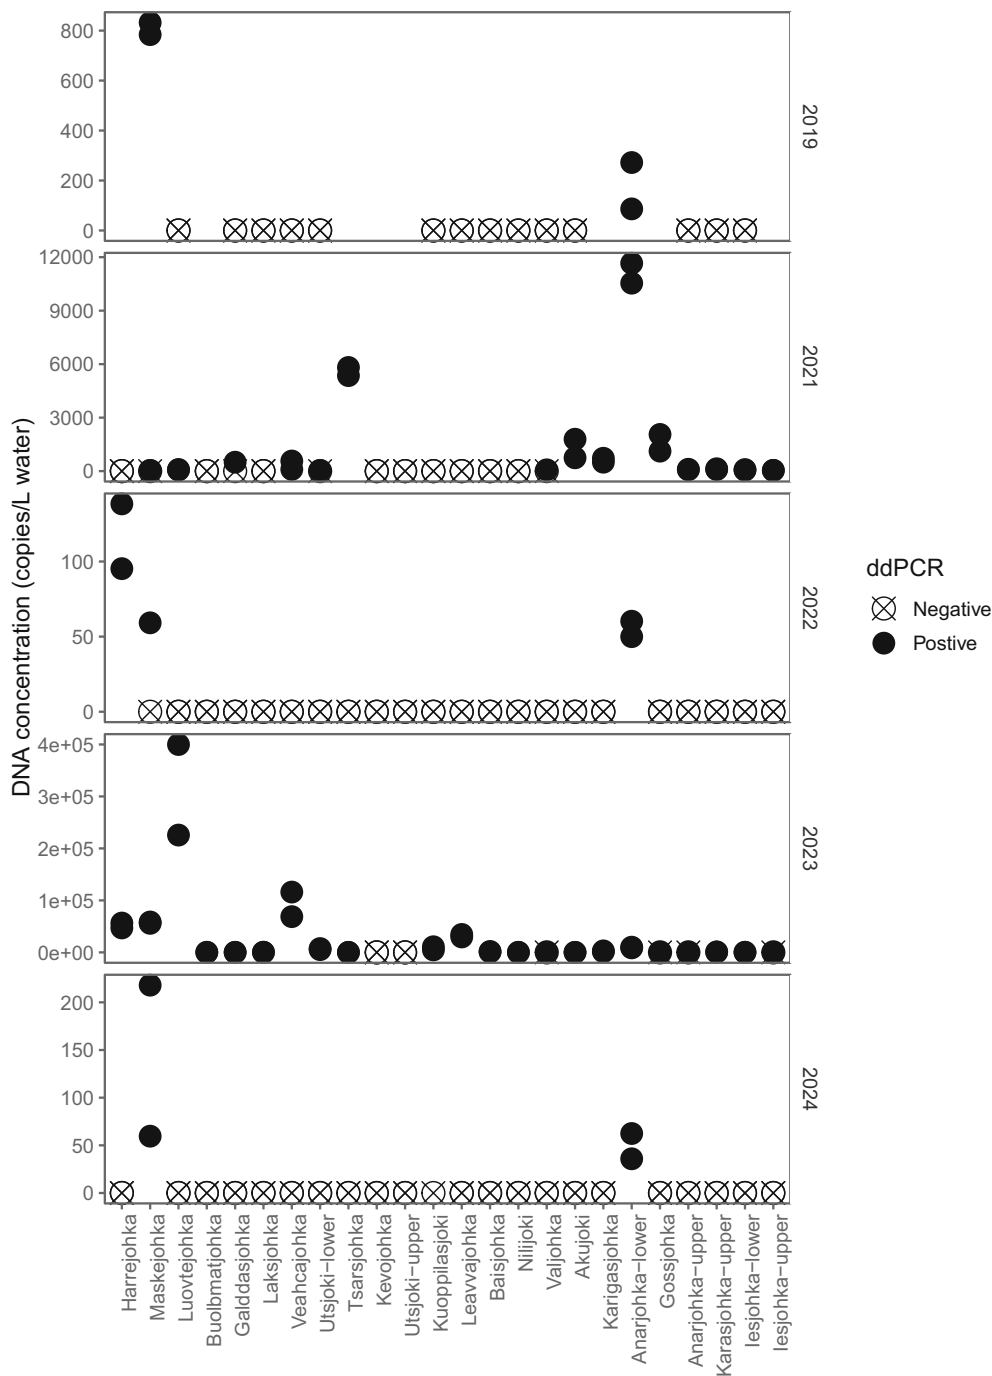 800
600
400
200
0
2019
12000
9000
6000
3000
0
2021
100
50
0
2022
4e+05
3e+05
2e+05
1e+05
0e+00
2023
200
150
100
50
0
2024
DNA concentration (copies/L water)
Harrejohka
Maskejohka
Luovtejohka
Buolbmatjohka
Galddasjohka
Laksjohka
Veahcajohka
Utsjoki-lower
Tsarsjohka
Kevojohka
Utsjoki-upper
Kuoppilasjoki
Leavvajohka
Baisjohka
Nilijoki
Valjohka
Akujoki
Karigasjohka
Anarjohka-lower
Gossjohka
Anarjohka-upper
Karasjohka-upper
Iesjohka-lower
Iesjohka-upper
ddPCR
Negative
Postive